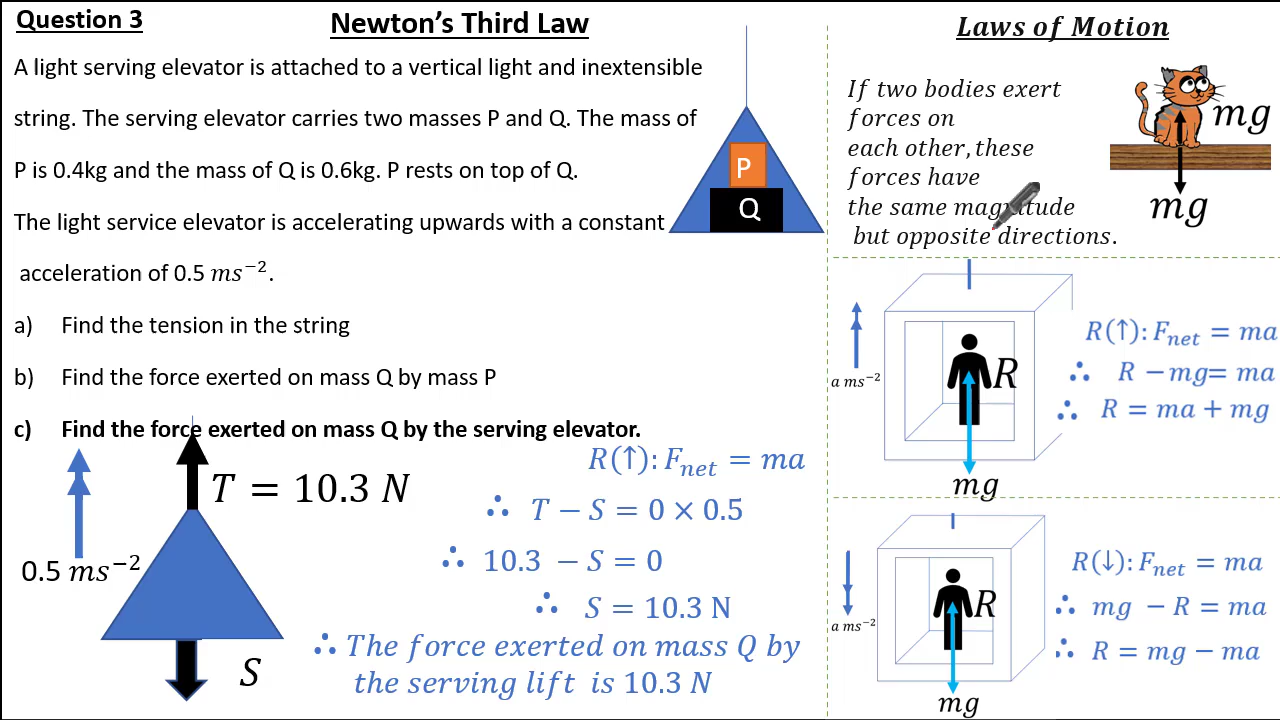 Question 3
Newton's Third Law
A light serving elevator is attached to a vertical light and inextensible
string. The serving elevator carries two masses P and Q. The mass of
P is 0.4kg and the mass of Q is 0.6kg. P rests on top of Q.
The light service elevator is accelerating upwards with a constant
acceleration of 0.5 ms⁻².
a) Find the tension in the string
b) Find the force exerted on mass Q by mass P
c) Find the force exerted on mass Q by the serving elevator.
P
Q
T = 10.3 N
0.5 ms⁻²
S
R(↑): F_net = ma
∴ T − S = 0 × 0.5
∴ 10.3 − S = 0
∴ S = 10.3 N
∴ The force exerted on mass Q by
the serving lift is 10.3 N
Laws of Motion
If two bodies exert
forces on
each other, these
forces have
the same magnitude
but opposite directions.
mg
mg
a ms⁻²
R
mg
R(↑): F_net = ma
∴ R − mg = ma
∴ R = ma + mg
a ms⁻²
R
mg
R(↓): F_net = ma
∴ mg − R = ma
∴ R = mg − ma